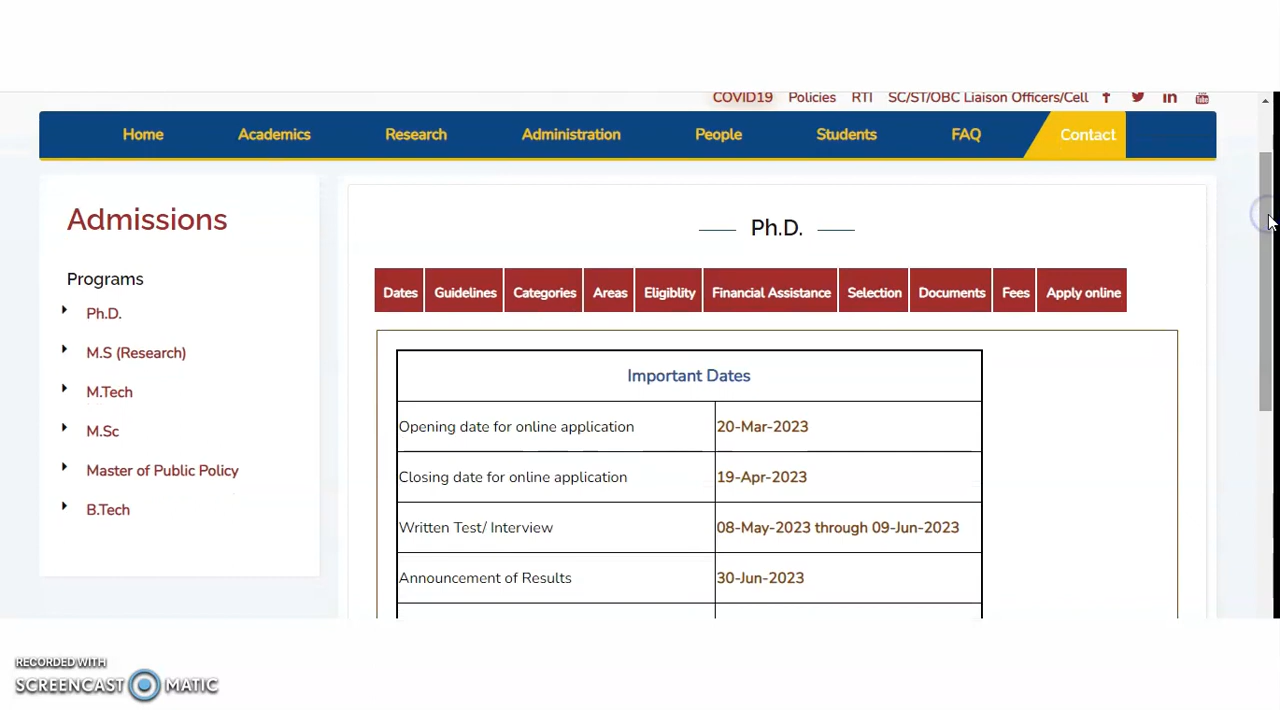 COVID19 Policies RTI SC/ST/OBC Liaison Officers/Cell
Home Academics Research Administration People Students FAQ Contact
Admissions
Programs
Ph.D.
M.S (Research)
M.Tech
M.Sc
Master of Public Policy
B.Tech
Ph.D.
Dates Guidelines Categories Areas Eligiblity Financial Assistance Selection Documents Fees Apply online
Important Dates
Opening date for online application 20-Mar-2023
Closing date for online application 19-Apr-2023
Written Test/ Interview 08-May-2023 through 09-Jun-2023
Announcement of Results 30-Jun-2023
RECORDED WITH
SCREENCAST MATIC